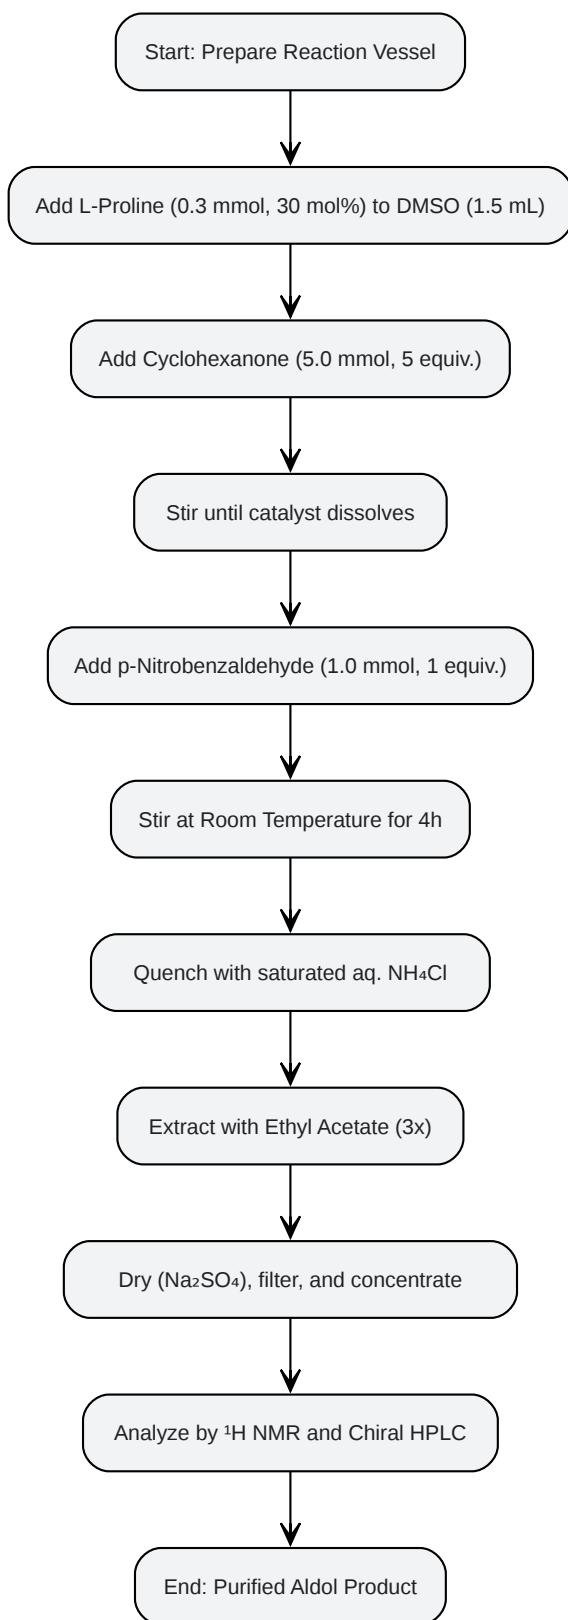 Start: Prepare Reaction Vessel
Add L-Proline (0.3 mmol, 30 mol%) to DMSO (1.5 mL)
Add Cyclohexanone (5.0 mmol, 5 equiv.)
Stir until catalyst dissolves
Add p-Nitrobenzaldehyde (1.0 mmol, 1 equiv.)
Stir at Room Temperature for 4h
Quench with saturated aq. NH₄Cl
Extract with Ethyl Acetate (3x)
Dry (Na₂SO₄), filter, and concentrate
Analyze by ¹H NMR and Chiral HPLC
End: Purified Aldol Product